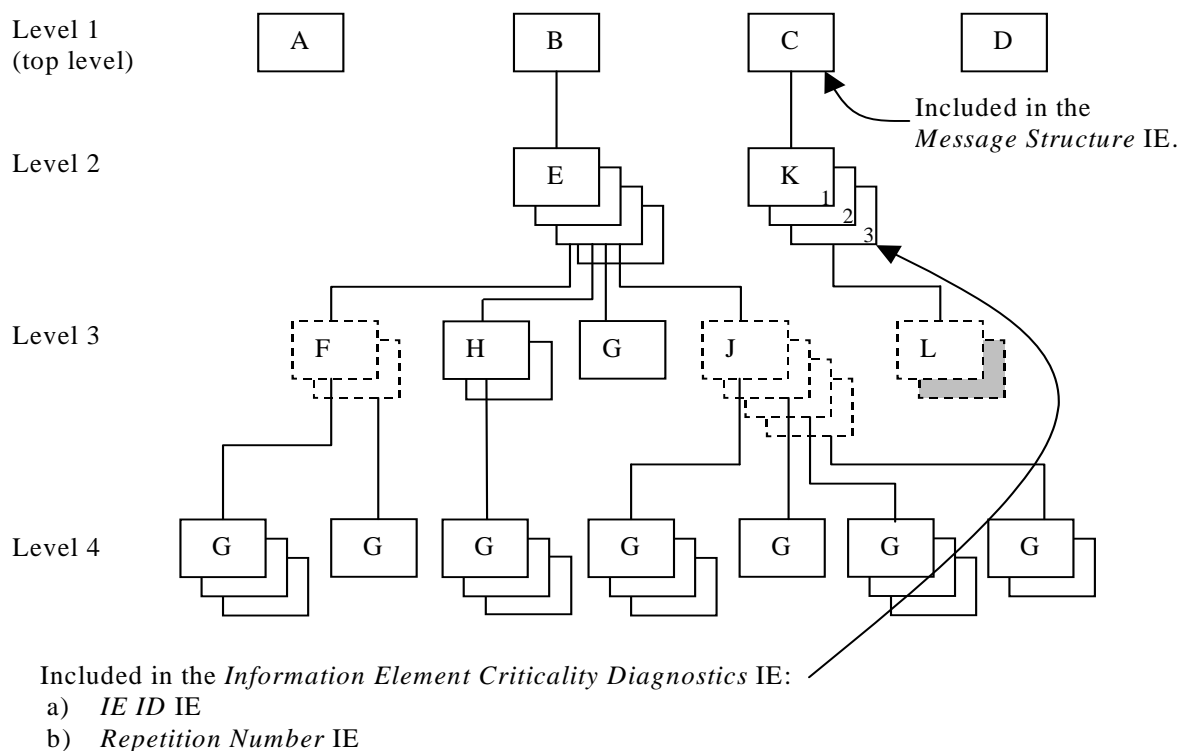 Level 1
(top level)
A
B
C
D
Included in the
Message Structure IE.
Level 2
E
K
1
2
3
Level 3
F
H
G
J
L
Level 4
G
G
G
G
G
G
G
Included in the Information Element Criticality Diagnostics IE:
a) IE ID IE
b) Repetition Number IE